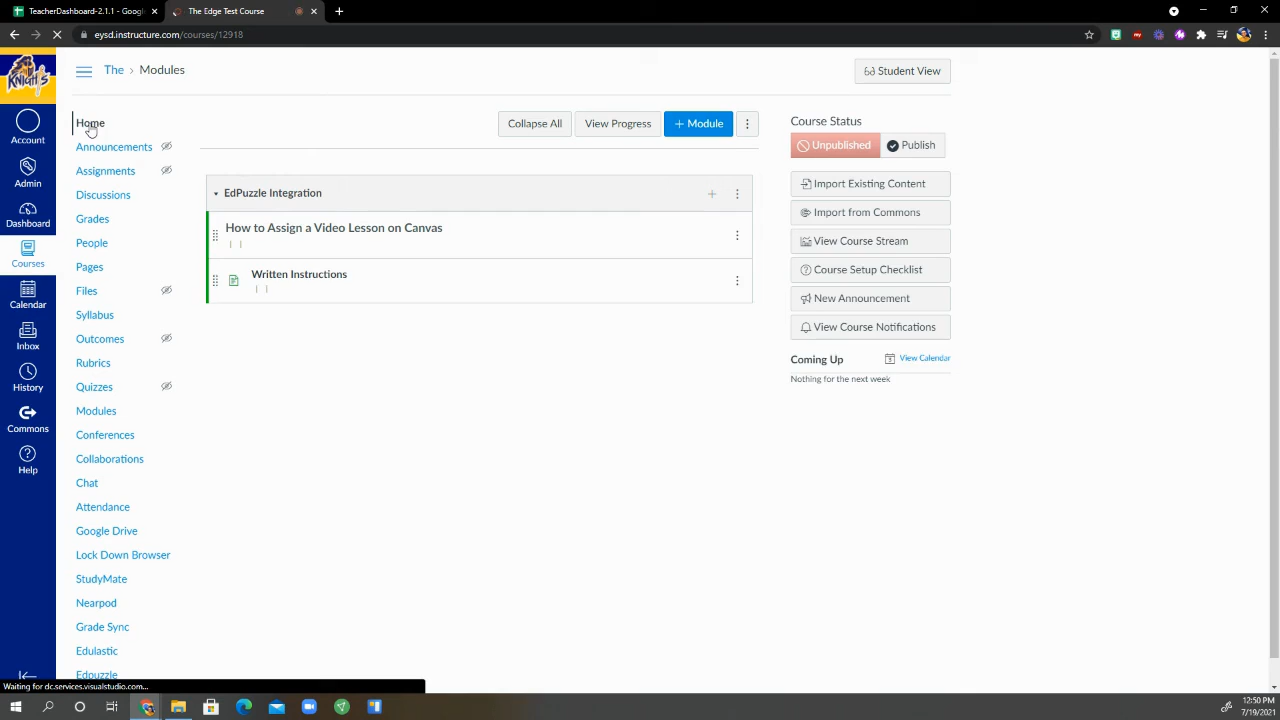 TeacherDashboard-2.1.1 - Google
The Edge Test Course
eysd.instructure.com/courses/12918
KNIGHTS
Account
Admin
Dashboard
Courses
Calendar
Inbox
History
Commons
Help
The › Modules
Student View
Home
Announcements
Assignments
Discussions
Grades
People
Pages
Files
Syllabus
Outcomes
Rubrics
Quizzes
Modules
Conferences
Collaborations
Chat
Attendance
Google Drive
Lock Down Browser
StudyMate
Nearpod
Grade Sync
Edulastic
Edpuzzle
Collapse All
View Progress
+ Module
EdPuzzle Integration
How to Assign a Video Lesson on Canvas
Written Instructions
Course Status
Unpublished
Publish
Import Existing Content
Import from Commons
View Course Stream
Course Setup Checklist
New Announcement
View Course Notifications
Coming Up
View Calendar
Nothing for the next week
Waiting for dc.services.visualstudio.com...
12:50 PM
7/19/2021